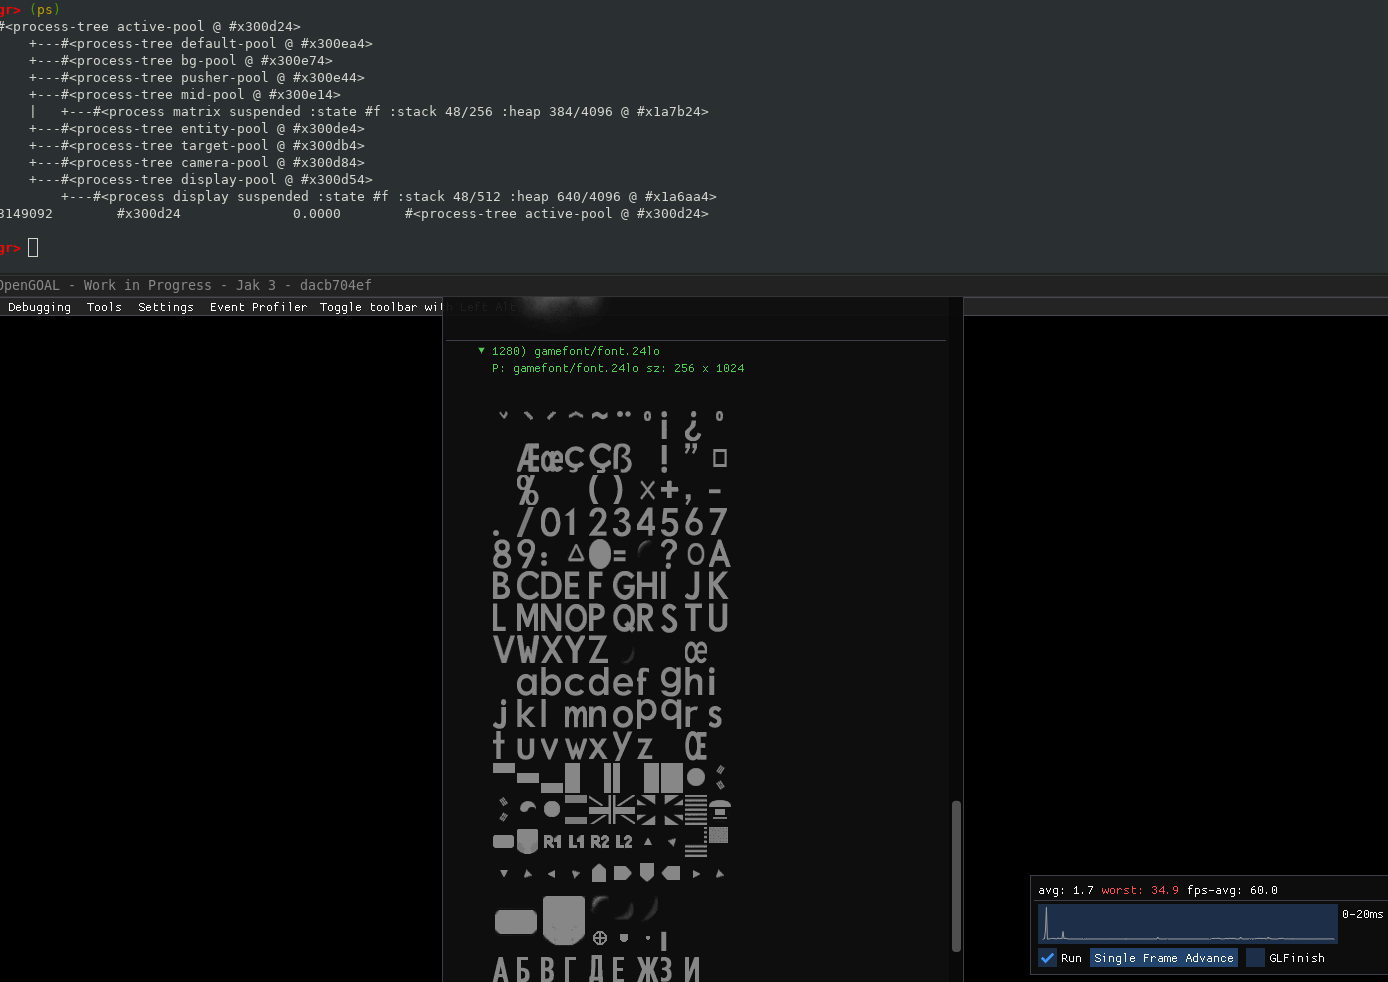 gr> (ps)
#<process-tree active-pool @ #x300d24>
+---#<process-tree default-pool @ #x300ea4>
+---#<process-tree bg-pool @ #x300e74>
+---#<process-tree pusher-pool @ #x300e44>
+---#<process-tree mid-pool @ #x300e14>
|   +---#<process matrix suspended :state #f :stack 48/256 :heap 384/4096 @ #x1a7b24>
+---#<process-tree entity-pool @ #x300de4>
+---#<process-tree target-pool @ #x300db4>
+---#<process-tree camera-pool @ #x300d84>
+---#<process-tree display-pool @ #x300d54>
+---#<process display suspended :state #f :stack 48/512 :heap 640/4096 @ #x1a6aa4>
3149092 #x300d24 0.0000 #<process-tree active-pool @ #x300d24>
gr>
OpenGOAL - Work in Progress - Jak 3 - dacb704ef
Debugging Tools Settings Event Profiler Toggle toolbar with Left Alt
▼ 1280) gamefont/font.24lo
P: gamefont/font.24lo sz: 256 x 1024
ˇ ` ´ ^ ~ ¨ ° ¡ ¿ °
Æ œ ç Ç ß ! ” □
% ( ) × + , -
. / 0 1 2 3 4 5 6 7
8 9 : △ = ? ○ A
B C D E F G H I J K
L M N O P Q R S T U
V W X Y Z œ
a b c d e f g h i
j k l m n o p q r s
t u v w x y z Œ
R1 L1 R2 L2
А Б В Г Д Е Ж З И
avg: 1.7 worst: 34.9 fps-avg: 60.0
0-20ms
Run Single Frame Advance GLFinish